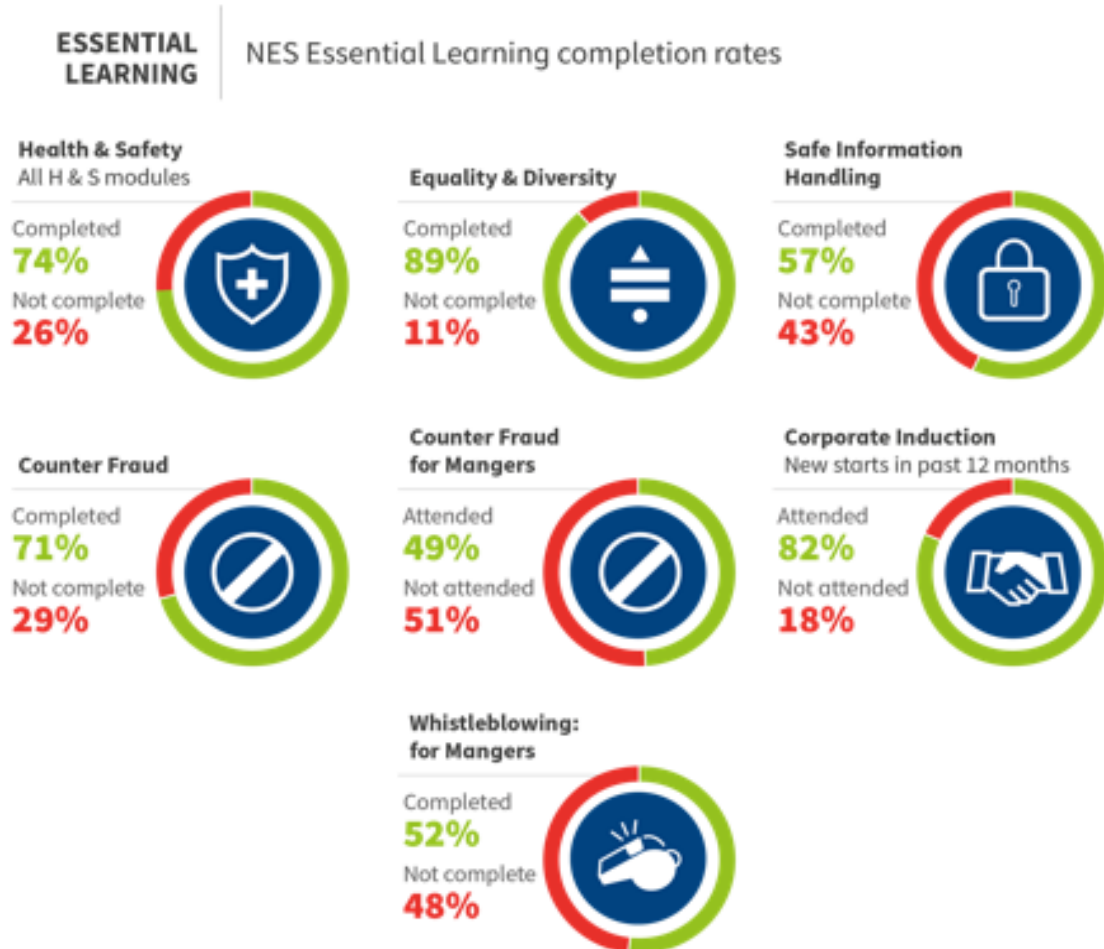 ESSENTIAL
LEARNING
NES Essential Learning completion rates
Health & Safety
All H & S modules
Completed
74%
Not complete
26%
Equality & Diversity
Completed
89%
Not complete
11%
Safe Information
Handling
Completed
57%
Not complete
43%
Counter Fraud
Completed
71%
Not complete
29%
Counter Fraud
for Mangers
Attended
49%
Not attended
51%
Corporate Induction
New starts in past 12 months
Attended
82%
Not attended
18%
Whistleblowing:
for Mangers
Completed
52%
Not complete
48%